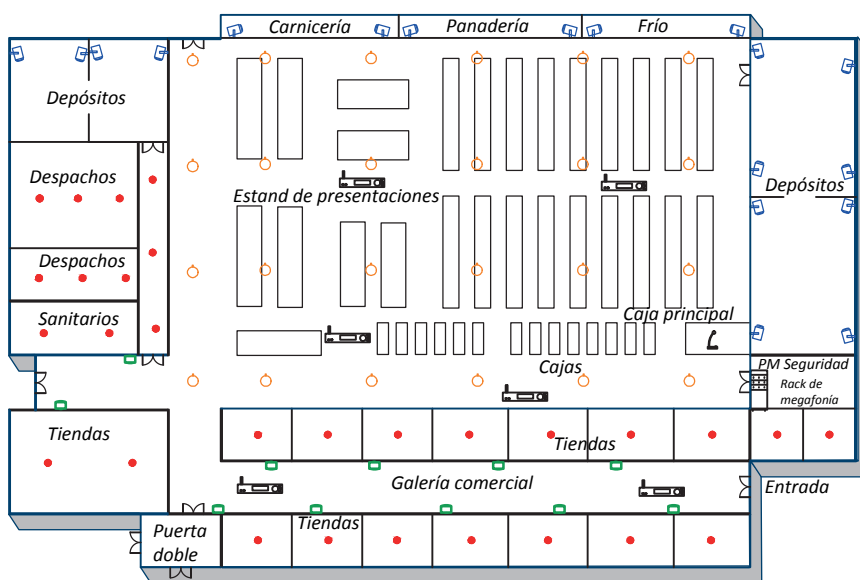 Carnicería
Panadería
Frío
Depósitos
Despachos
Estand de presentaciones
Depósitos
Despachos
Sanitarios
Caja principal
Cajas
PM Seguridad
Rack de
megafonía
Tiendas
Tiendas
Galería comercial
Entrada
Puerta
doble
Tiendas